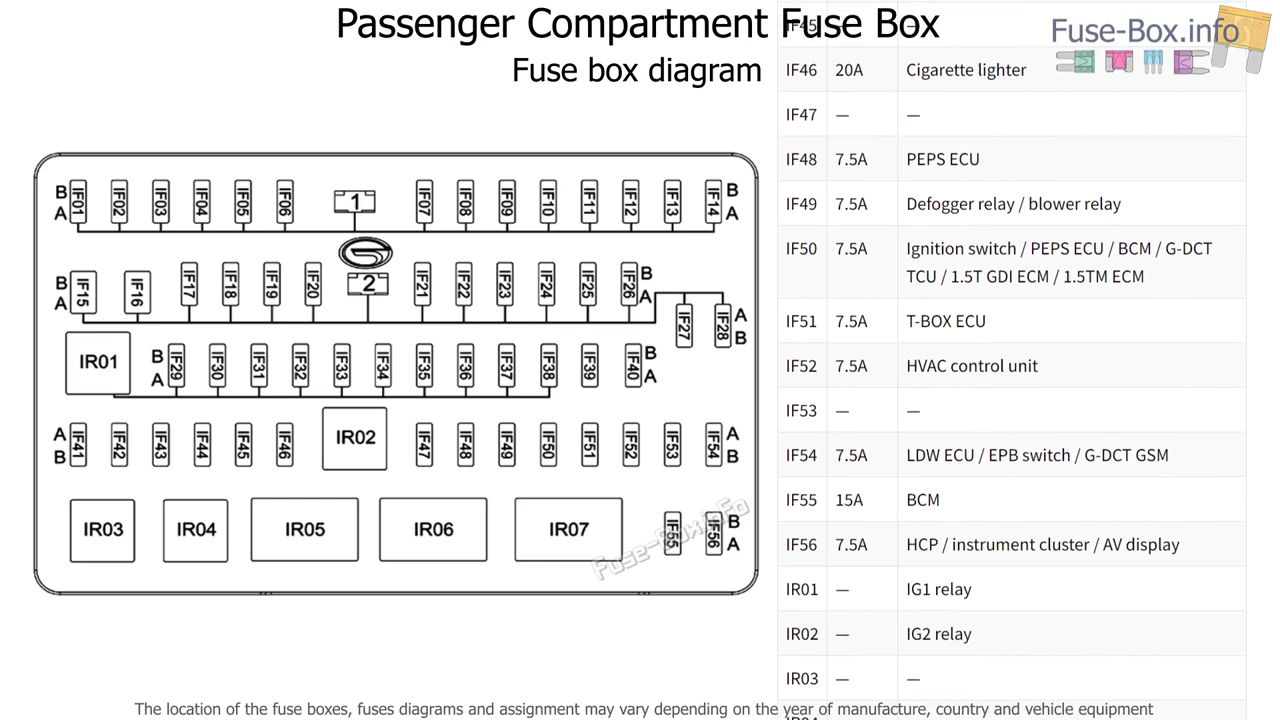 Passenger Compartment Fuse Box
Fuse box diagram
Fuse-Box.info
IF45 — —
IF46 20A Cigarette lighter
IF47 — —
IF48 7.5A PEPS ECU
IF49 7.5A Defogger relay / blower relay
IF50 7.5A Ignition switch / PEPS ECU / BCM / G-DCT
TCU / 1.5T GDI ECM / 1.5TM ECM
IF51 7.5A T-BOX ECU
IF52 7.5A HVAC control unit
IF53 — —
IF54 7.5A LDW ECU / EPB switch / G-DCT GSM
IF55 15A BCM
IF56 7.5A HCP / instrument cluster / AV display
IR01 — IG1 relay
IR02 — IG2 relay
IR03 — —
B IF01 IF02 IF03 IF04 IF05 IF06 1 IF07 IF08 IF09 IF10 IF11 IF12 IF13 IF14 B
A A
B IF15 IF16 IF17 IF18 IF19 IF20 2 IF21 IF22 IF23 IF24 IF25 IF26 B
A A
IF27 IF28 A
B
IR01 B IF29 IF30 IF31 IF32 IF33 IF34 IF35 IF36 IF37 IF38 IF39 IF40 B
A A
A IF41 IF42 IF43 IF44 IF45 IF46 IR02 IF47 IF48 IF49 IF50 IF51 IF52 IF53 IF54 A
B B
IR03 IR04 IR05 IR06 IR07 IF55 IF56 B
A
Fuse-Box.info
The location of the fuse boxes, fuses diagrams and assignment may vary depending on the year of manufacture, country and vehicle equipment